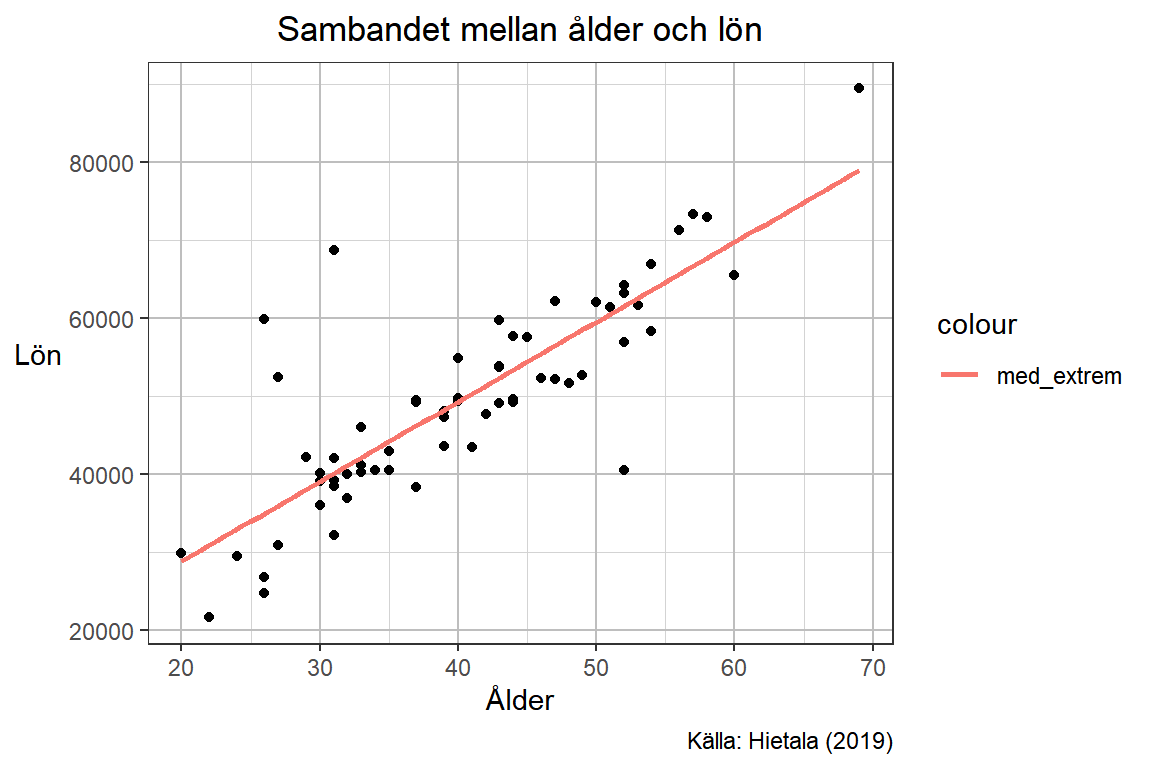 Sambandet mellan ålder och lön
80000
60000
40000
20000
Lön
20 30 40 50 60 70
Ålder
colour
med_extrem
Källa: Hietala (2019)